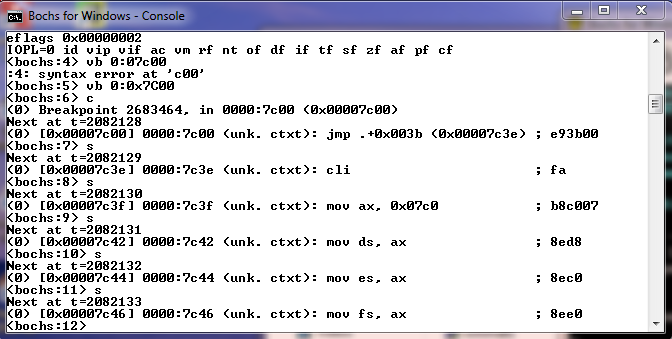 Bochs for Windows - Console
eflags 0x00000002
IOPL=0 id vip vif ac vm rf nt of df if tf sf zf af pf cf
<bochs:4> vb 0:07c00
:4: syntax error at 'c00'
<bochs:5> vb 0:0x7C00
<bochs:6> c
(0) Breakpoint 2683464, in 0000:7c00 (0x00007c00)
Next at t=2082128
(0) [0x00007c00] 0000:7c00 (unk. ctxt): jmp .+0x003b (0x00007c3e) ; e93b00
<bochs:7> s
Next at t=2082129
(0) [0x00007c3e] 0000:7c3e (unk. ctxt): cli ; fa
<bochs:8> s
Next at t=2082130
(0) [0x00007c3f] 0000:7c3f (unk. ctxt): mov ax, 0x07c0 ; b8c007
<bochs:9> s
Next at t=2082131
(0) [0x00007c42] 0000:7c42 (unk. ctxt): mov ds, ax ; 8ed8
<bochs:10> s
Next at t=2082132
(0) [0x00007c44] 0000:7c44 (unk. ctxt): mov es, ax ; 8ec0
<bochs:11> s
Next at t=2082133
(0) [0x00007c46] 0000:7c46 (unk. ctxt): mov fs, ax ; 8ee0
<bochs:12>